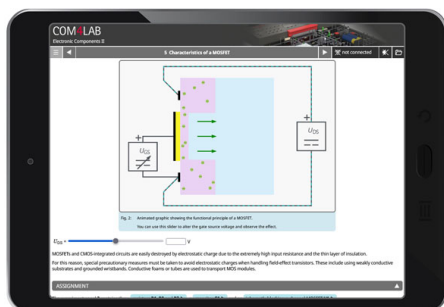 COM4LAB
Electronic Components II
5 Characteristics of a MOSFET
not connected
+
U_GS
+
U_DS
Fig. 2: Animated graphic showing the functional principle of a MOSFET.
You can use this slider to alter the gate source voltage and observe the effect.
U_GS =
V
MOSFETs and CMOS-integrated circuits are easily destroyed by electrostatic charge due to the extremely high input resistance and the thin layer of insulation.
For this reason, special precautionary measures must be taken to avoid electrostatic charges when handling field-effect transistors. These include using weakly conductive
substrates and grounded wristbands. Conductive foams or tubes are used to transport MOS modules.
ASSIGNMENT